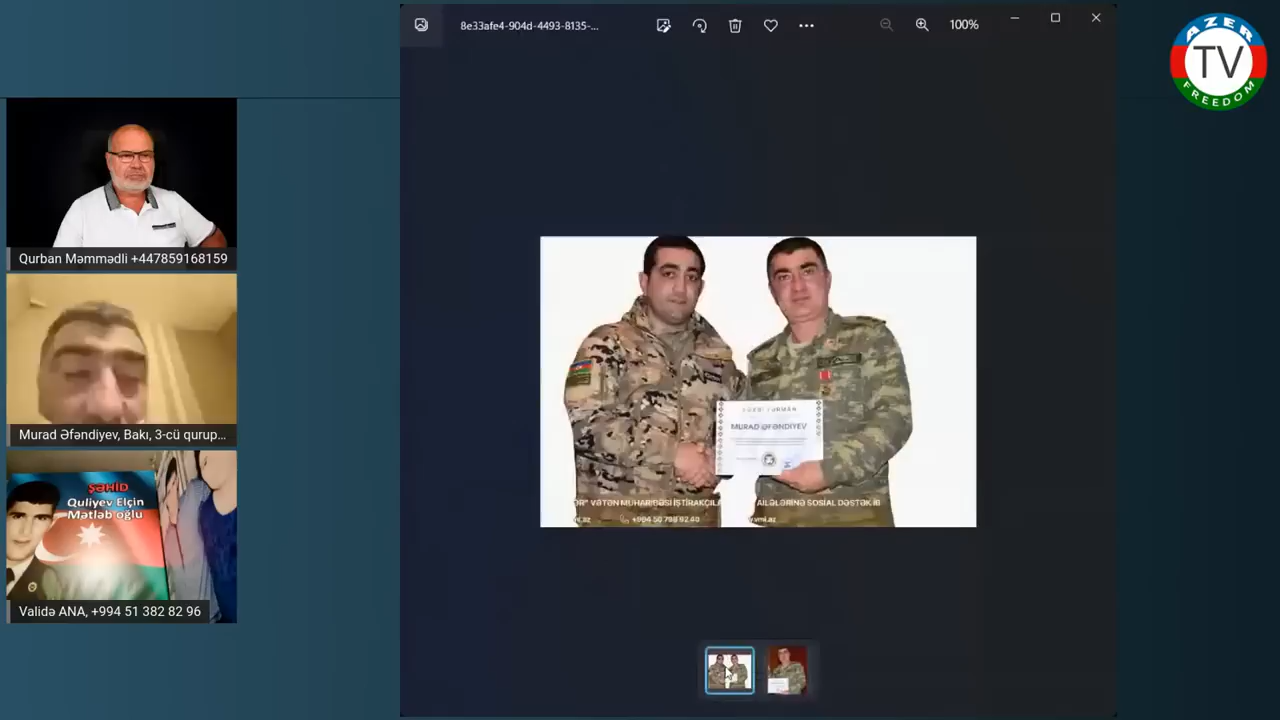 8e33afe4-904d-4493-8135-...
100%
AZER
TV
FREEDOM
Qurban Məmmədli +447859168159
Murad Əfəndiyev, Bakı, 3-cü qurup...
ŞƏHİD
Quliyev Elçin
Mətləb oğlu
Validə ANA, +994 51 382 82 96
FƏXRİ FƏRMAN
MURAD ƏFƏNDİYEV
VƏTƏN MÜHARİBƏSİ İŞTİRAKÇILA AİLƏLƏRİNƏ SOSİAL DƏSTƏK İB